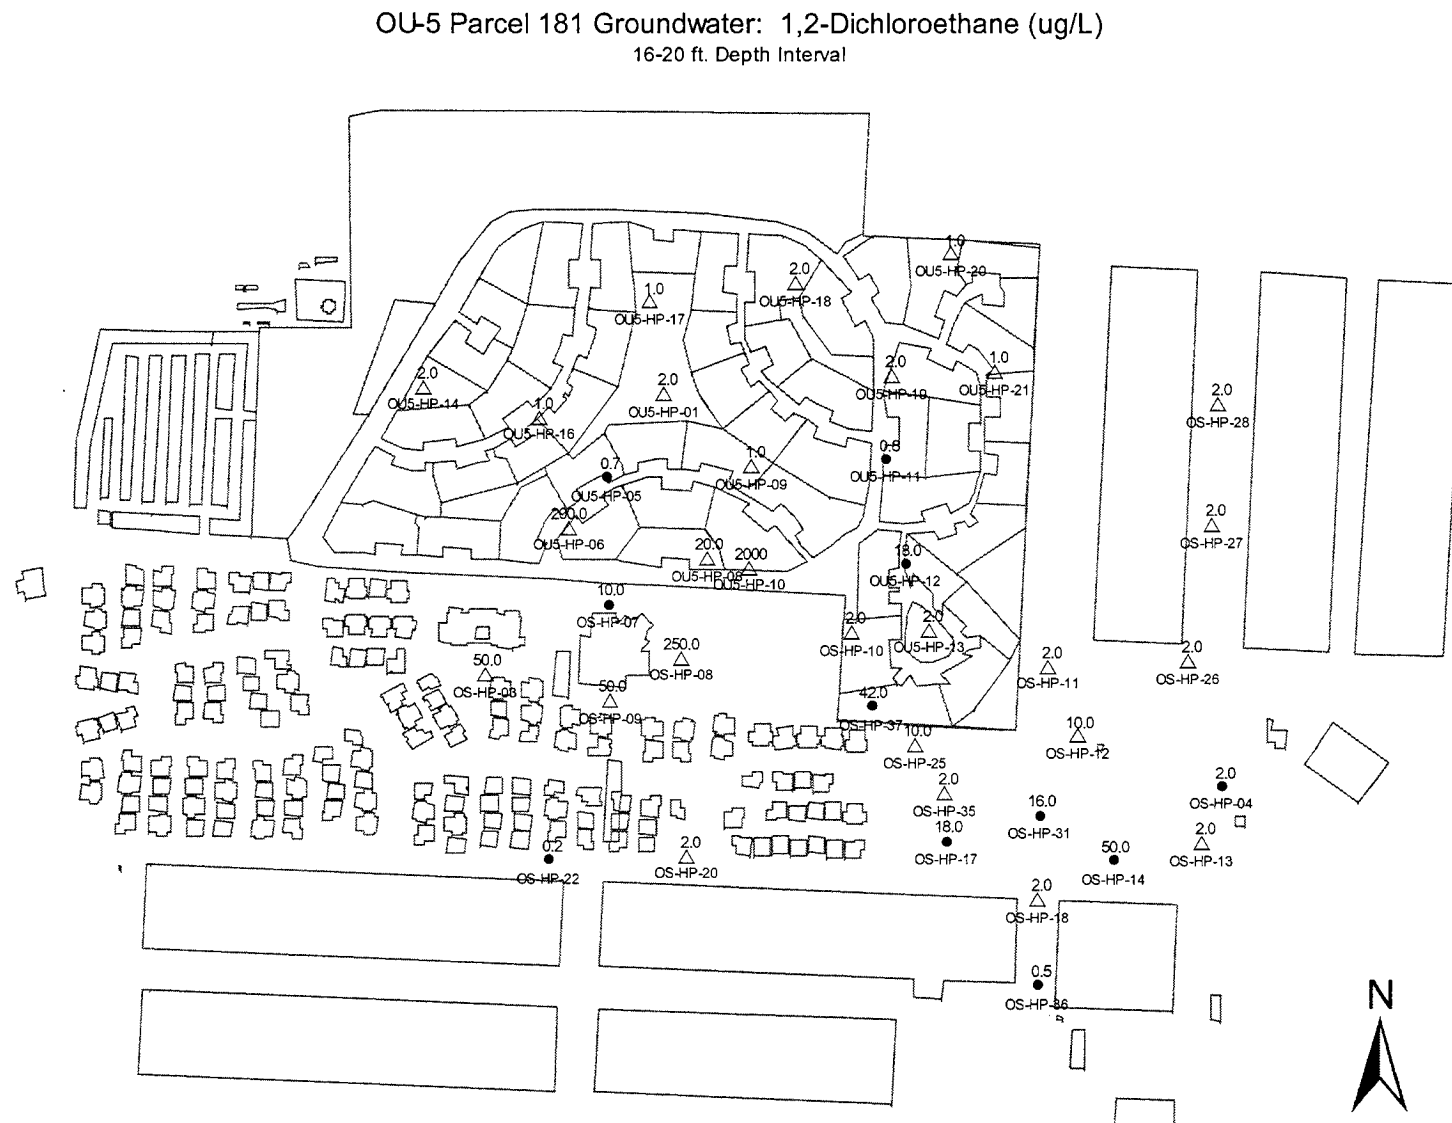 OU-5 Parcel 181 Groundwater: 1,2-Dichloroethane (ug/L)
16-20 ft. Depth Interval
1.0
OU5-HP-20
2.0
OU5-HP-18
1.0
OU5-HP-17
2.0
OU5-HP-14
2.0
OU5-HP-01
2.0
OU5-HP-19
1.0
OU5-HP-21
2.0
OS-HP-28
1.0
OU5-HP-16
0.7
OU5-HP-05
1.0
OU5-HP-09
OU5-HP-11
2.0
OS-HP-27
290.0
OU5-HP-06
20.0
OU5-HP-08
2000
OU5-HP-10
18.0
OU5-HP-12
10.0
OS-HP-07
2.0
OS-HP-10
2.0
OU5-HP-13
50.0
OS-HP-03
250.0
OS-HP-08
2.0
OS-HP-11
2.0
OS-HP-26
50.0
OS-HP-09
42.0
OS-HP-37
10.0
OS-HP-25
10.0
OS-HP-12
2.0
OS-HP-35
2.0
OS-HP-04
16.0
OS-HP-31
18.0
OS-HP-17
2.0
OS-HP-13
0.2
OS-HP-22
2.0
OS-HP-20
50.0
OS-HP-14
2.0
OS-HP-18
0.5
OS-HP-36
N